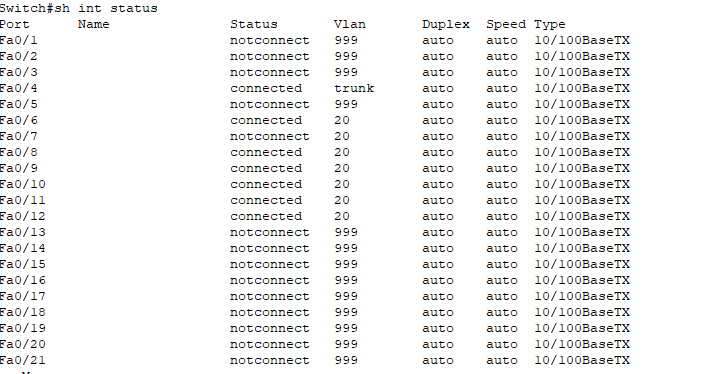 Switch#sh int status
Port Name Status Vlan Duplex Speed Type
Fa0/1 notconnect 999 auto auto 10/100BaseTX
Fa0/2 notconnect 999 auto auto 10/100BaseTX
Fa0/3 notconnect 999 auto auto 10/100BaseTX
Fa0/4 connected trunk auto auto 10/100BaseTX
Fa0/5 notconnect 999 auto auto 10/100BaseTX
Fa0/6 connected 20 auto auto 10/100BaseTX
Fa0/7 notconnect 20 auto auto 10/100BaseTX
Fa0/8 connected 20 auto auto 10/100BaseTX
Fa0/9 connected 20 auto auto 10/100BaseTX
Fa0/10 connected 20 auto auto 10/100BaseTX
Fa0/11 connected 20 auto auto 10/100BaseTX
Fa0/12 connected 20 auto auto 10/100BaseTX
Fa0/13 notconnect 999 auto auto 10/100BaseTX
Fa0/14 notconnect 999 auto auto 10/100BaseTX
Fa0/15 notconnect 999 auto auto 10/100BaseTX
Fa0/16 notconnect 999 auto auto 10/100BaseTX
Fa0/17 notconnect 999 auto auto 10/100BaseTX
Fa0/18 notconnect 999 auto auto 10/100BaseTX
Fa0/19 notconnect 999 auto auto 10/100BaseTX
Fa0/20 notconnect 999 auto auto 10/100BaseTX
Fa0/21 notconnect 999 auto auto 10/100BaseTX